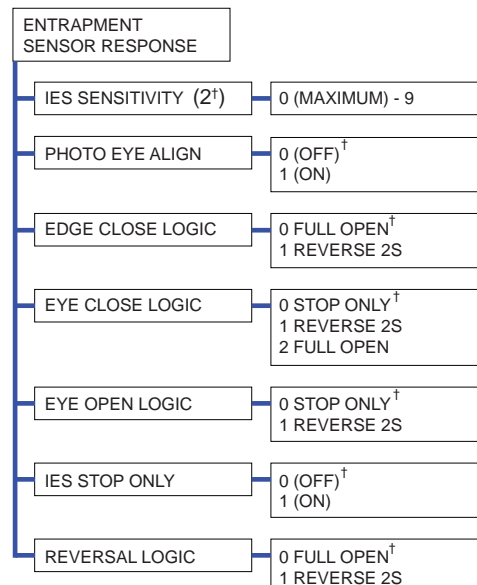 ENTRAPMENT
SENSOR RESPONSE
IES SENSITIVITY (2†)
0 (MAXIMUM) - 9
PHOTO EYE ALIGN
0 (OFF)†
1 (ON)
EDGE CLOSE LOGIC
0 FULL OPEN†
1 REVERSE 2S
EYE CLOSE LOGIC
0 STOP ONLY†
1 REVERSE 2S
2 FULL OPEN
EYE OPEN LOGIC
0 STOP ONLY†
1 REVERSE 2S
IES STOP ONLY
0 (OFF)†
1 (ON)
REVERSAL LOGIC
0 FULL OPEN†
1 REVERSE 2S